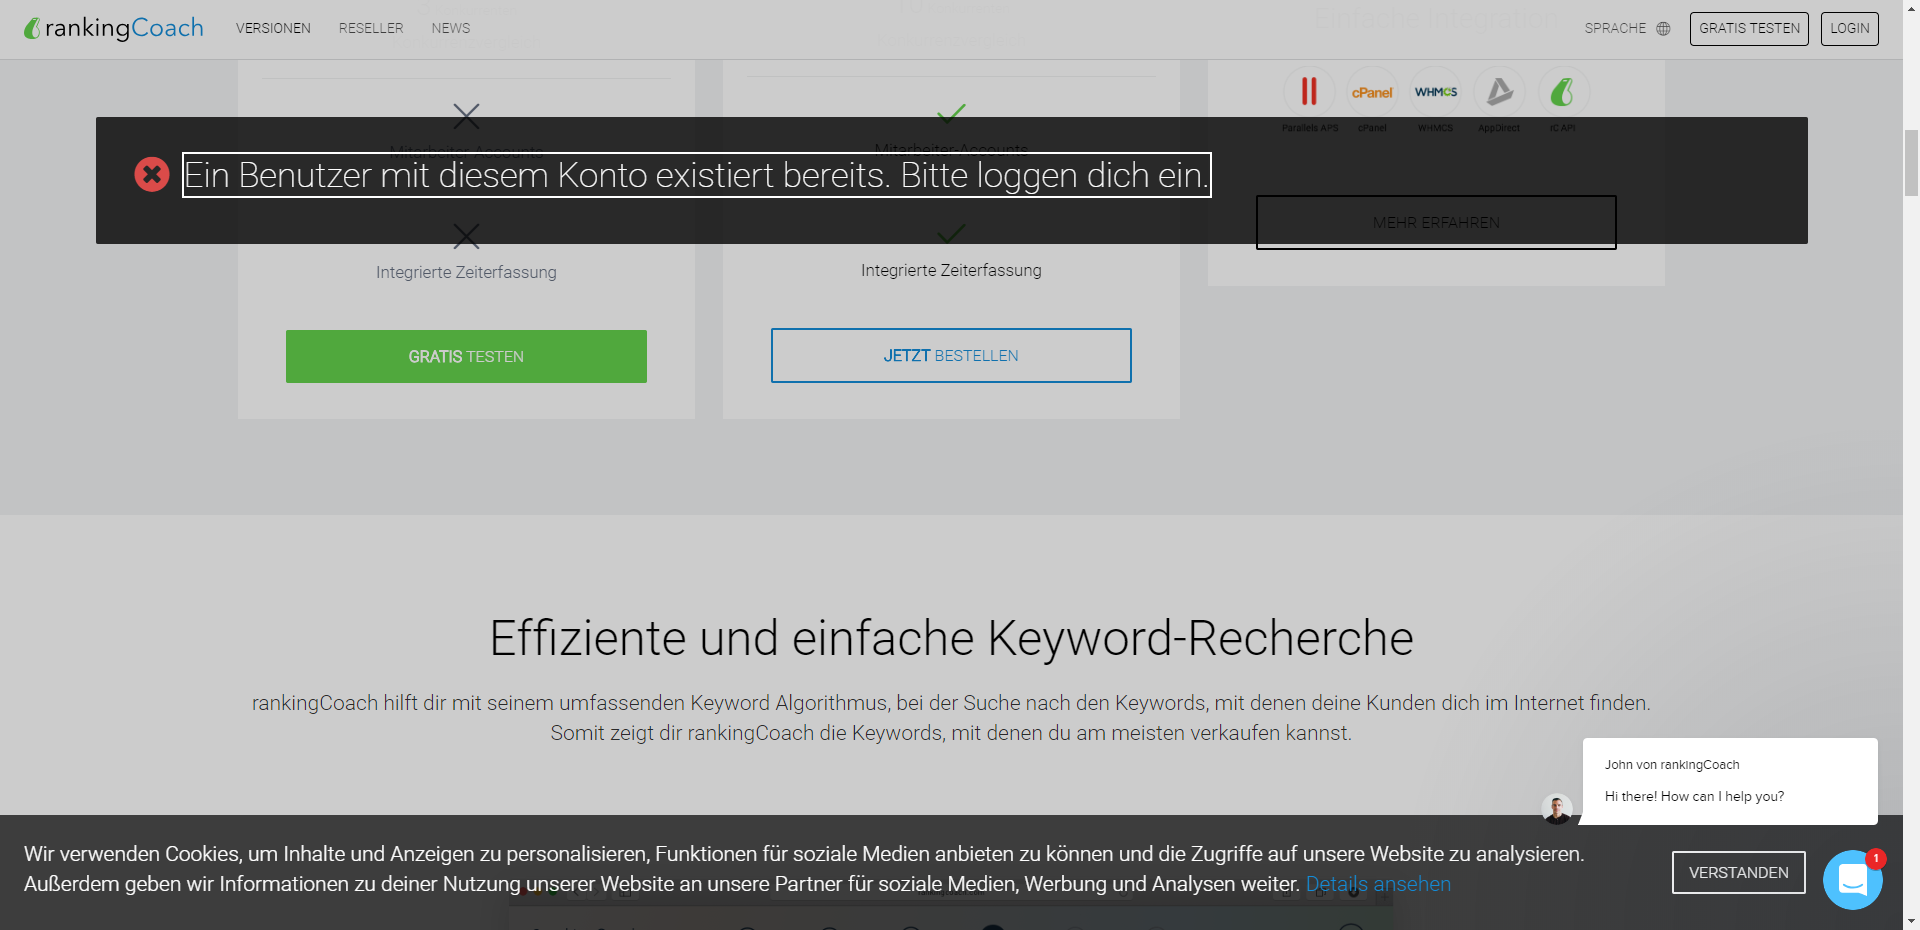 rankingCoach
VERSIONEN
RESELLER
NEWS
SPRACHE
GRATIS TESTEN
LOGIN
Einfache Integration
Parallels APS
cPanel
WHMCS
AppDirect
rC API
cPanel
WHMCS
Mitarbeiter-Accounts
Mitarbeiter-Accounts
Ein Benutzer mit diesem Konto existiert bereits. Bitte loggen dich ein.
MEHR ERFAHREN
Integrierte Zeiterfassung
Integrierte Zeiterfassung
GRATIS TESTEN
JETZT BESTELLEN
Effiziente und einfache Keyword-Recherche
rankingCoach hilft dir mit seinem umfassenden Keyword Algorithmus, bei der Suche nach den Keywords, mit denen deine Kunden dich im Internet finden.
Somit zeigt dir rankingCoach die Keywords, mit denen du am meisten verkaufen kannst.
John von rankingCoach
Hi there! How can I help you?
Wir verwenden Cookies, um Inhalte und Anzeigen zu personalisieren, Funktionen für soziale Medien anbieten zu können und die Zugriffe auf unsere Website zu analysieren.
Außerdem geben wir Informationen zu deiner Nutzung unserer Website an unsere Partner für soziale Medien, Werbung und Analysen weiter. Details ansehen
VERSTANDEN
1